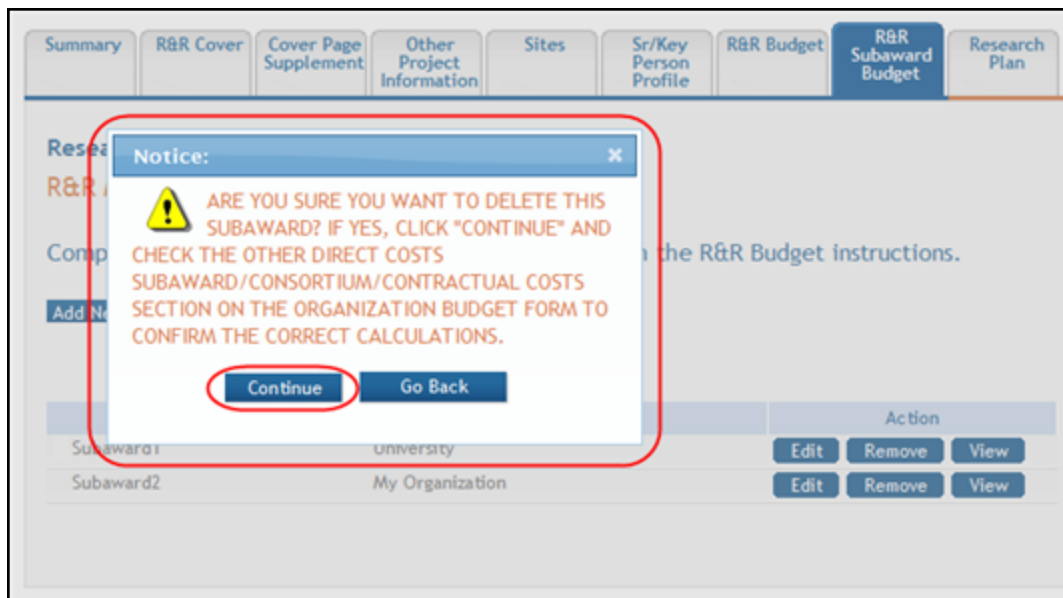 Summary
R&R Cover
Cover Page
Supplement
Other
Project
Information
Sites
Sr/Key
Person
Profile
R&R Budget
R&R
Subaward
Budget
Research
Plan
Notice:
R&R
ARE YOU SURE YOU WANT TO DELETE THIS
SUBAWARD? IF YES, CLICK "CONTINUE" AND
CHECK THE OTHER DIRECT COSTS
SUBAWARD/CONSORTIUM/CONTRACTUAL COSTS
SECTION ON THE ORGANIZATION BUDGET FORM TO
CONFIRM THE CORRECT CALCULATIONS.
the R&R Budget instructions.
Continue Go Back
Action
Subaward1 University Edit Remove View
Subaward2 My Organization Edit Remove View